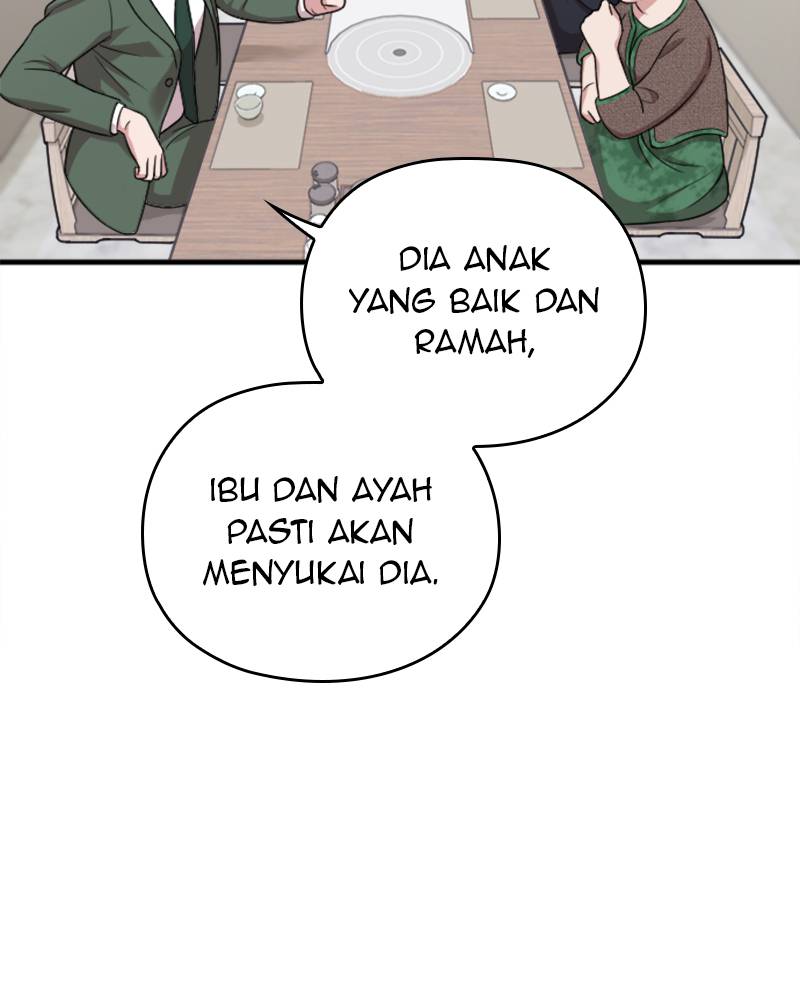 DIA ANAK
YANG BAIK DAN
RAMAH,
IBU DAN AYAH
PASTI AKAN
MENYUKAI DIA.